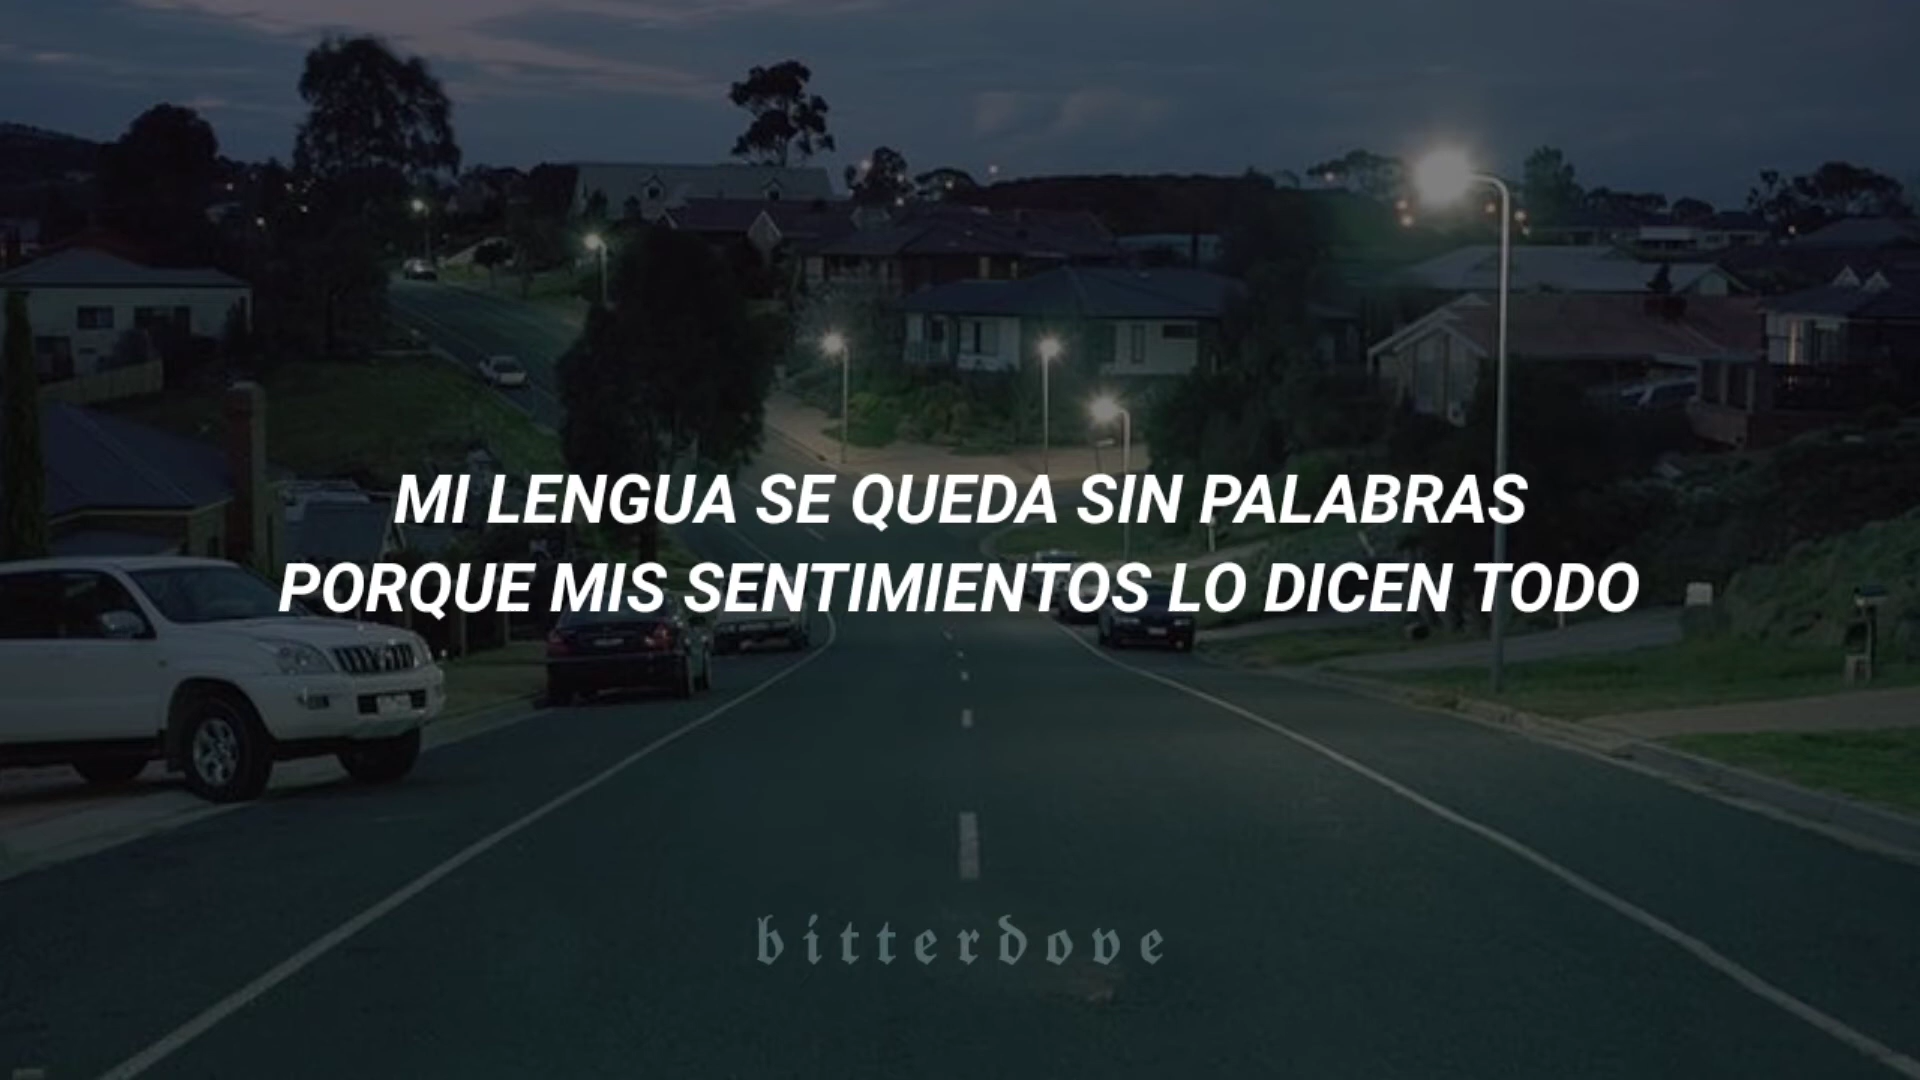 MI LENGUA SE QUEDA SIN PALABRAS
PORQUE MIS SENTIMIENTOS LO DICEN TODO
bitterdove